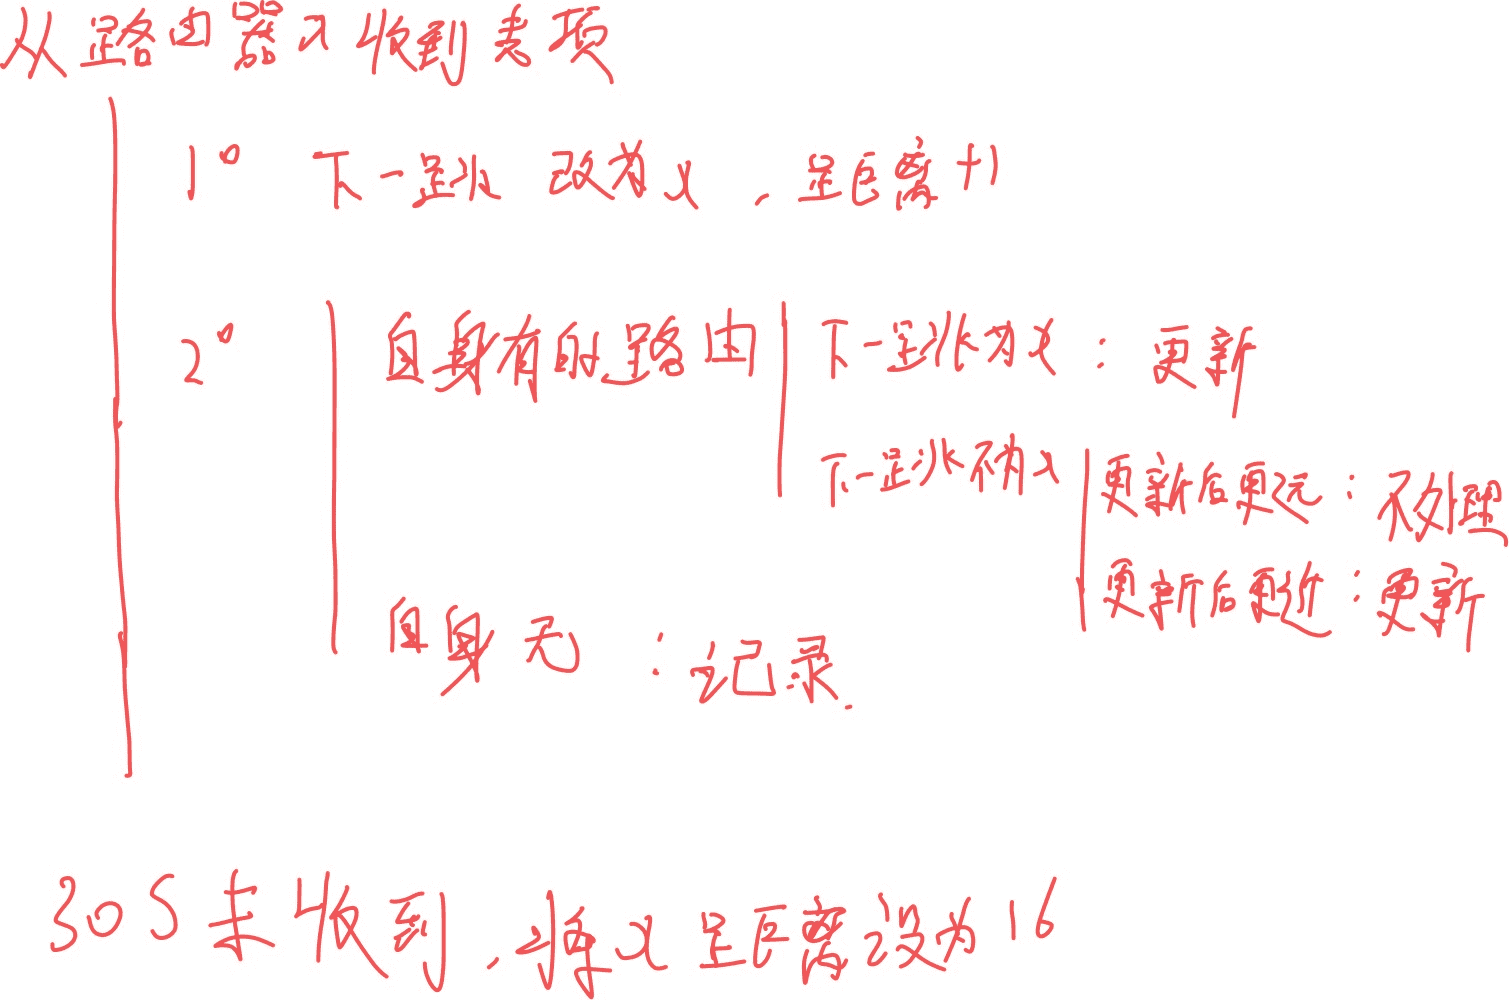 从路由器x收到表项
1° 下一跳 改为x , 距离+1
2° 自身有的路由 下一跳为x : 更新
下一跳不为x 更新后更远 : 不处理
更新后更近 : 更新
自身无 : 记录.
30S未收到, 将x距离设为16